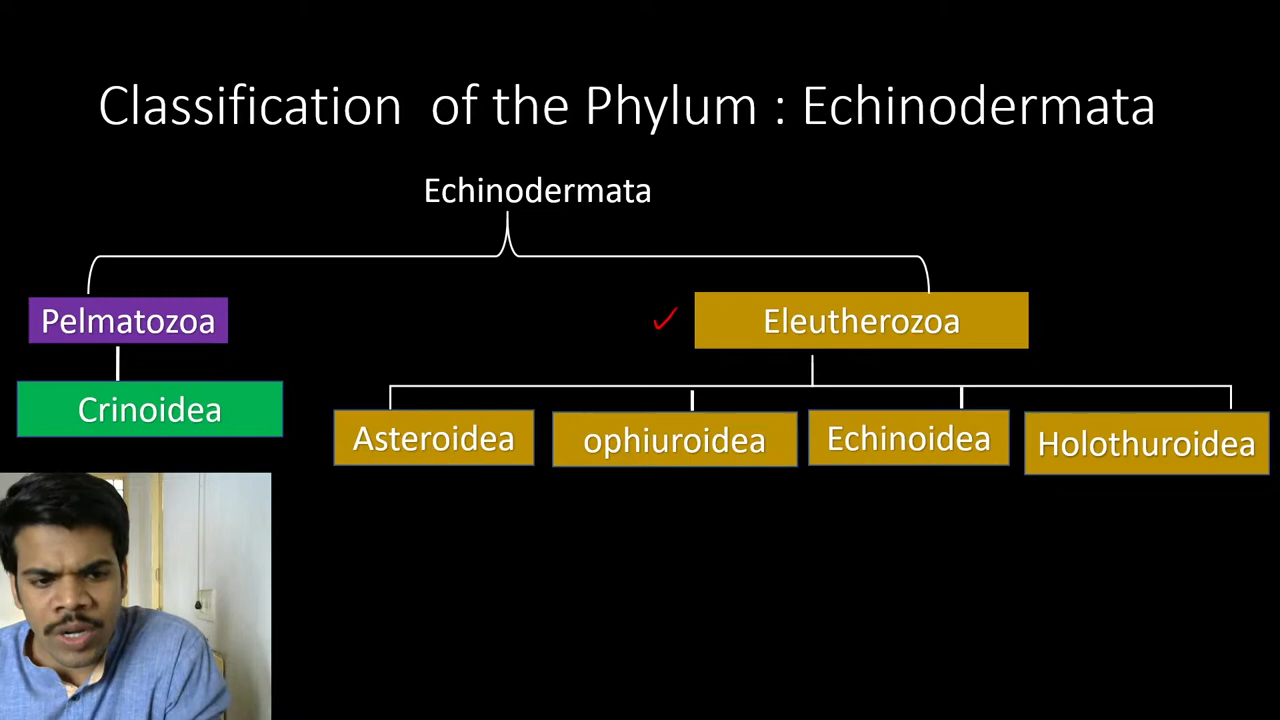 Classification of the Phylum : Echinodermata
Echinodermata
Pelmatozoa
Eleutherozoa
Crinoidea
Asteroidea
ophiuroidea
Echinoidea
Holothuroidea